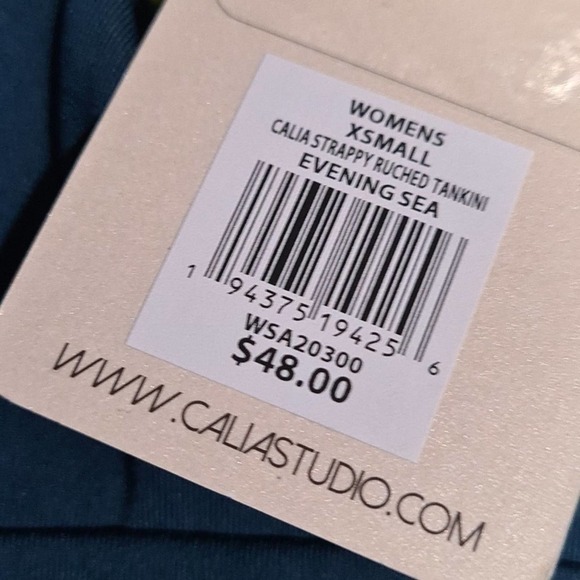 WOMENS
XSMALL
CALIA STRAPPY RUCHED TANKINI
EVENING SEA
1 94375 19425 6
WSA20300
$48.00
WWW.CALIASTUDIO.COM